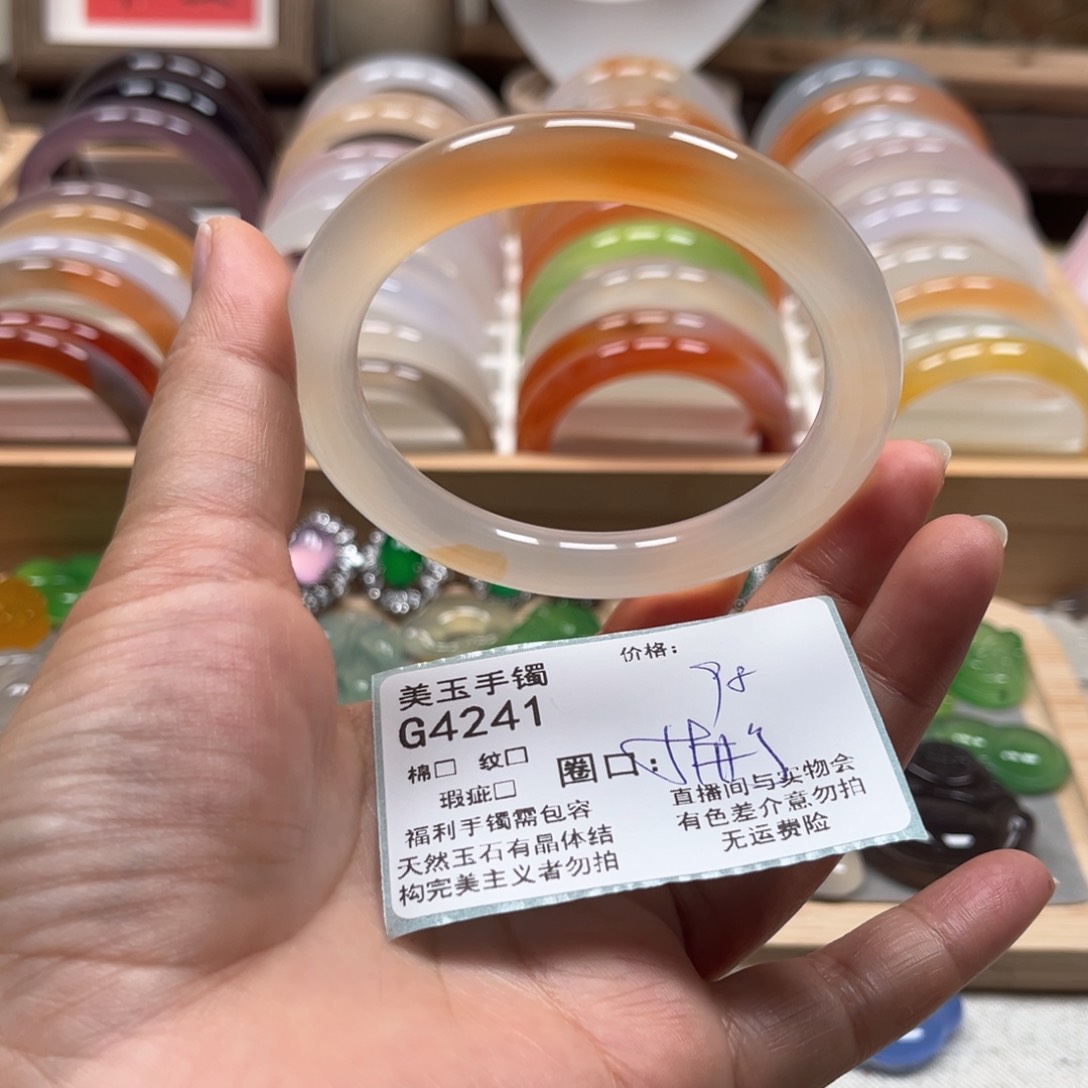 美玉手镯
价格:
G4241
棉□ 纹□
瑕疵□
圈口:
福利手镯需包容
天然玉石有晶体结
构完美主义者勿拍
直播间与实物会
有色差介意勿拍
无运费险